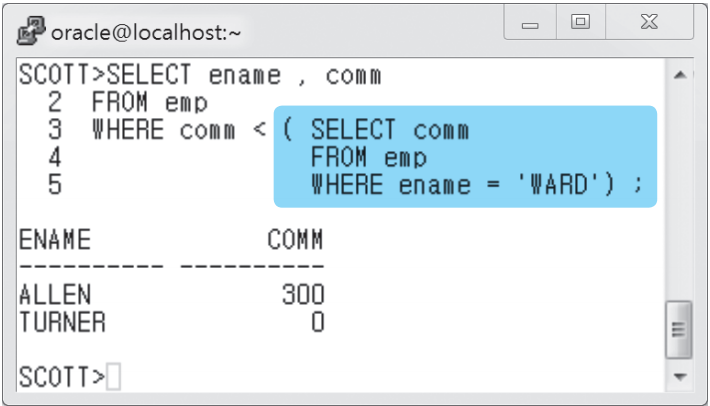 oracle@localhost:~
SCOTT>SELECT ename , comm
2 FROM emp
3 WHERE comm < ( SELECT comm
4 FROM emp
5 WHERE ename = 'WARD') ;
ENAME COMM
---------- ----------
ALLEN 300
TURNER 0
SCOTT>